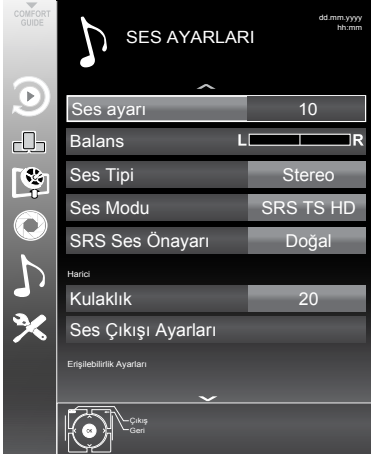 COMFORT
GUIDE
SES AYARLARI
dd.mm.yyyy
hh:mm
Ses ayarı 10
Balans L R
Ses Tipi Stereo
Ses Modu SRS TS HD
SRS Ses Önayarı Doğal
Harici
Kulaklık 20
Ses Çıkışı Ayarları
Erişilebilirlik Ayarları
Çıkış
OK Geri